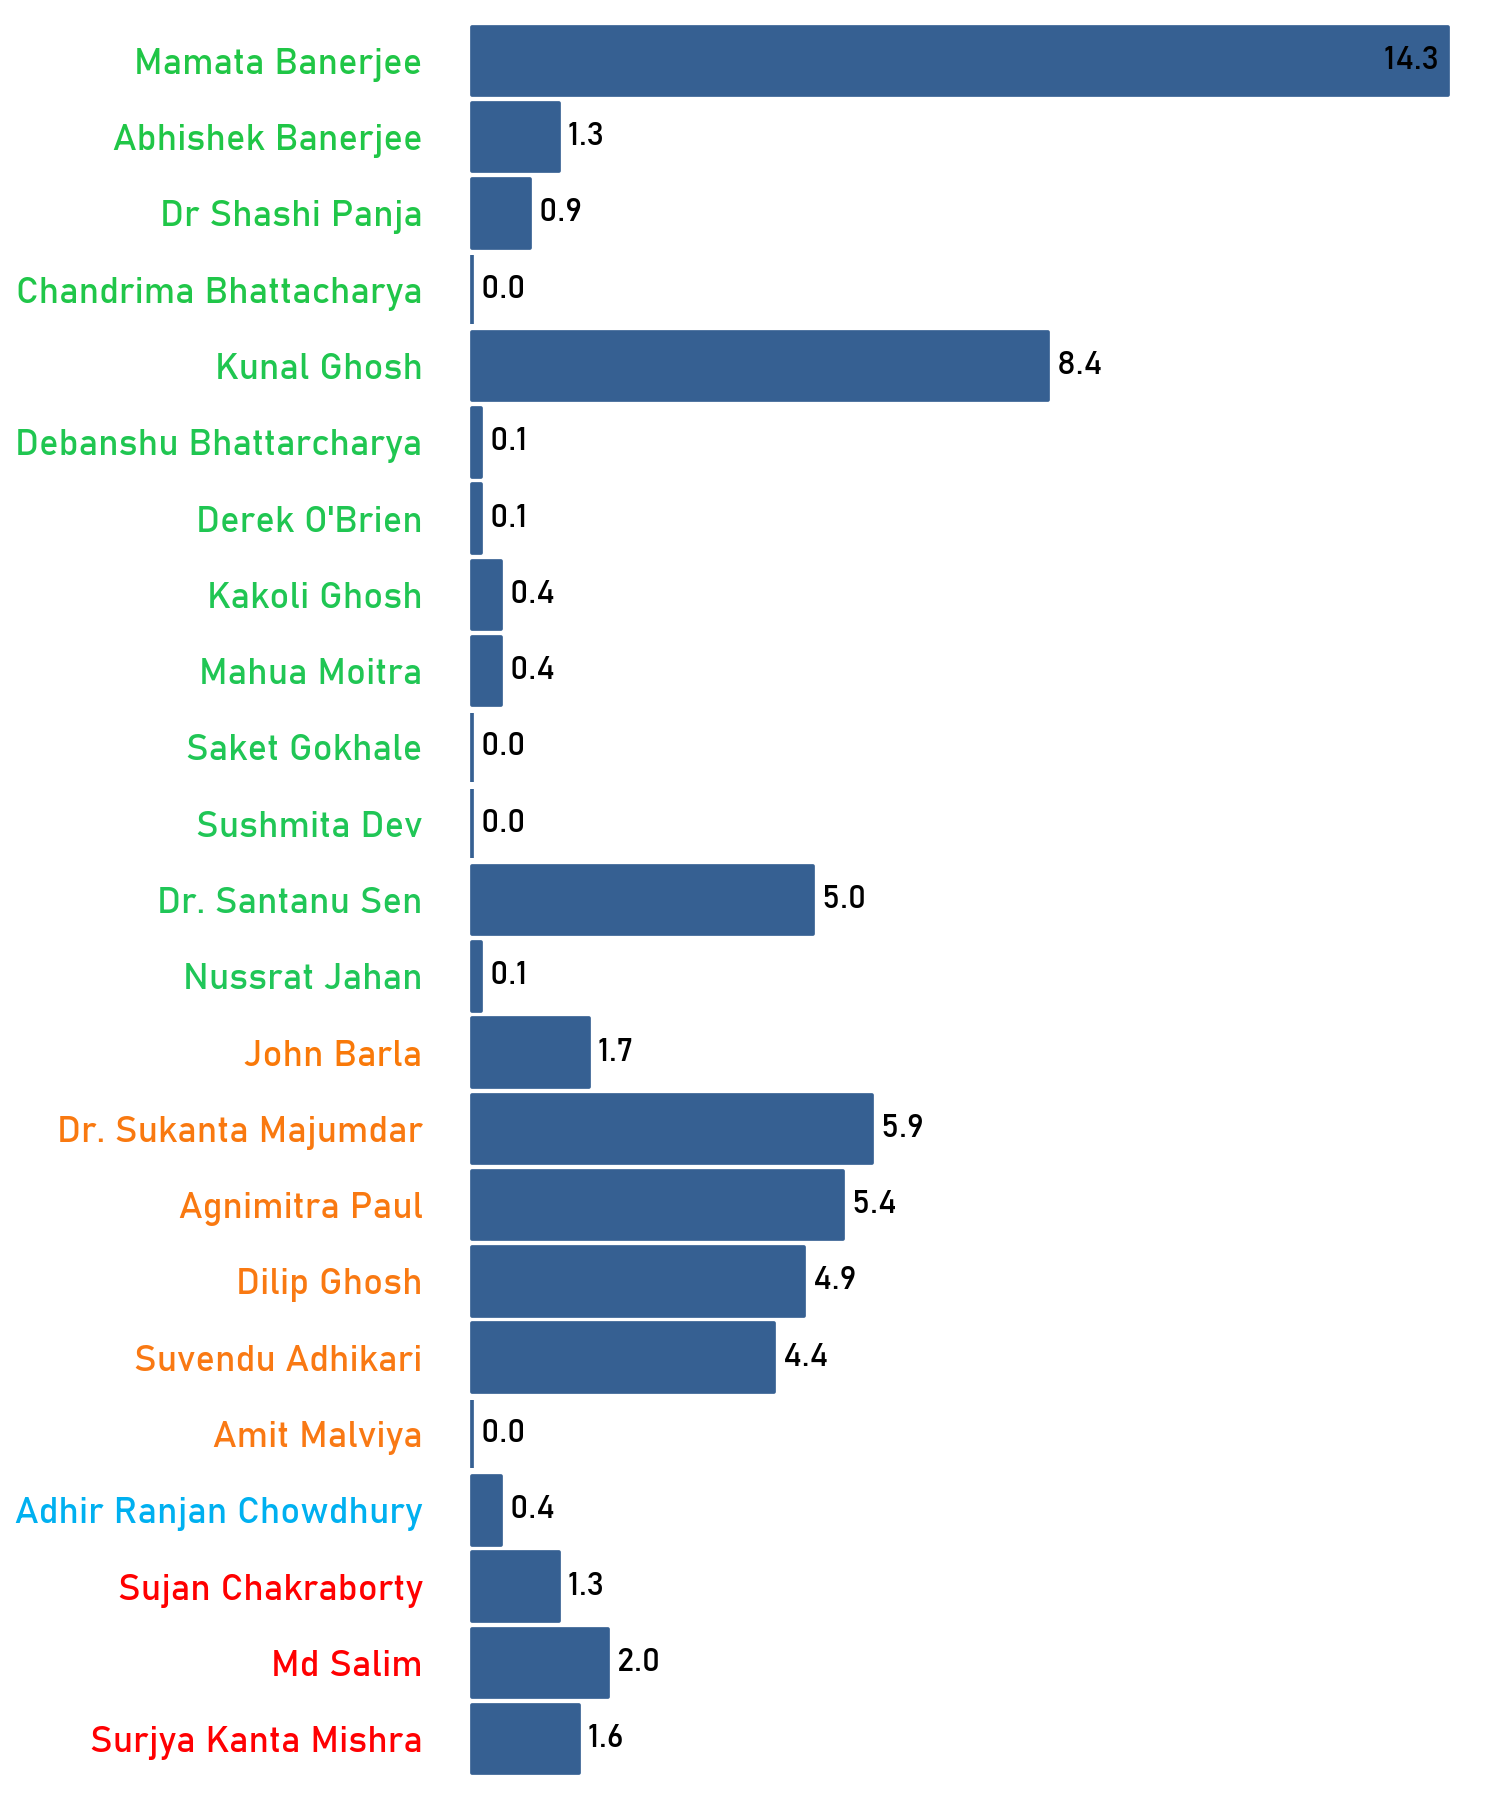 Mamata Banerjee 14.3
Abhishek Banerjee 1.3
Dr Shashi Panja 0.9
Chandrima Bhattacharya 0.0
Kunal Ghosh 8.4
Debanshu Bhattarcharya 0.1
Derek O'Brien 0.1
Kakoli Ghosh 0.4
Mahua Moitra 0.4
Saket Gokhale 0.0
Sushmita Dev 0.0
Dr. Santanu Sen 5.0
Nussrat Jahan 0.1
John Barla 1.7
Dr. Sukanta Majumdar 5.9
Agnimitra Paul 5.4
Dilip Ghosh 4.9
Suvendu Adhikari 4.4
Amit Malviya 0.0
Adhir Ranjan Chowdhury 0.4
Sujan Chakraborty 1.3
Md Salim 2.0
Surjya Kanta Mishra 1.6